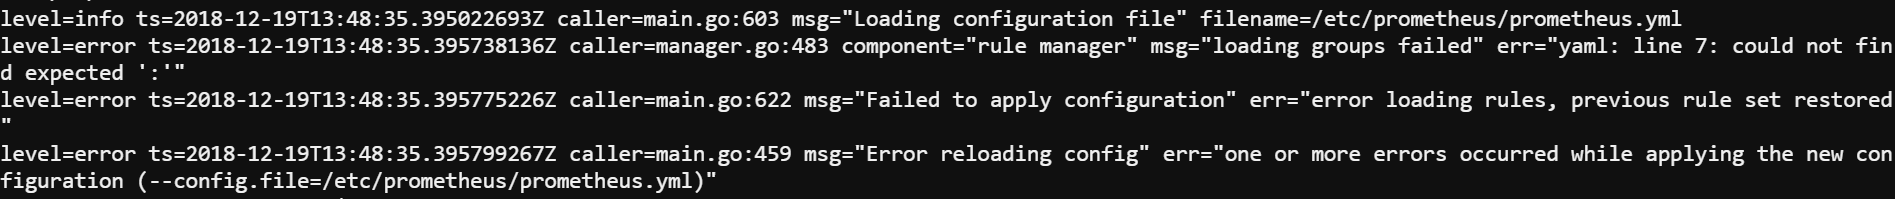 level=info ts=2018-12-19T13:48:35.395022693Z caller=main.go:603 msg="Loading configuration file" filename=/etc/prometheus/prometheus.yml
level=error ts=2018-12-19T13:48:35.395738136Z caller=manager.go:483 component="rule manager" msg="loading groups failed" err="yaml: line 7: could not fin
d expected ':'"
level=error ts=2018-12-19T13:48:35.395775226Z caller=main.go:622 msg="Failed to apply configuration" err="error loading rules, previous rule set restored
"
level=error ts=2018-12-19T13:48:35.395799267Z caller=main.go:459 msg="Error reloading config" err="one or more errors occurred while applying the new con
figuration (--config.file=/etc/prometheus/prometheus.yml)"